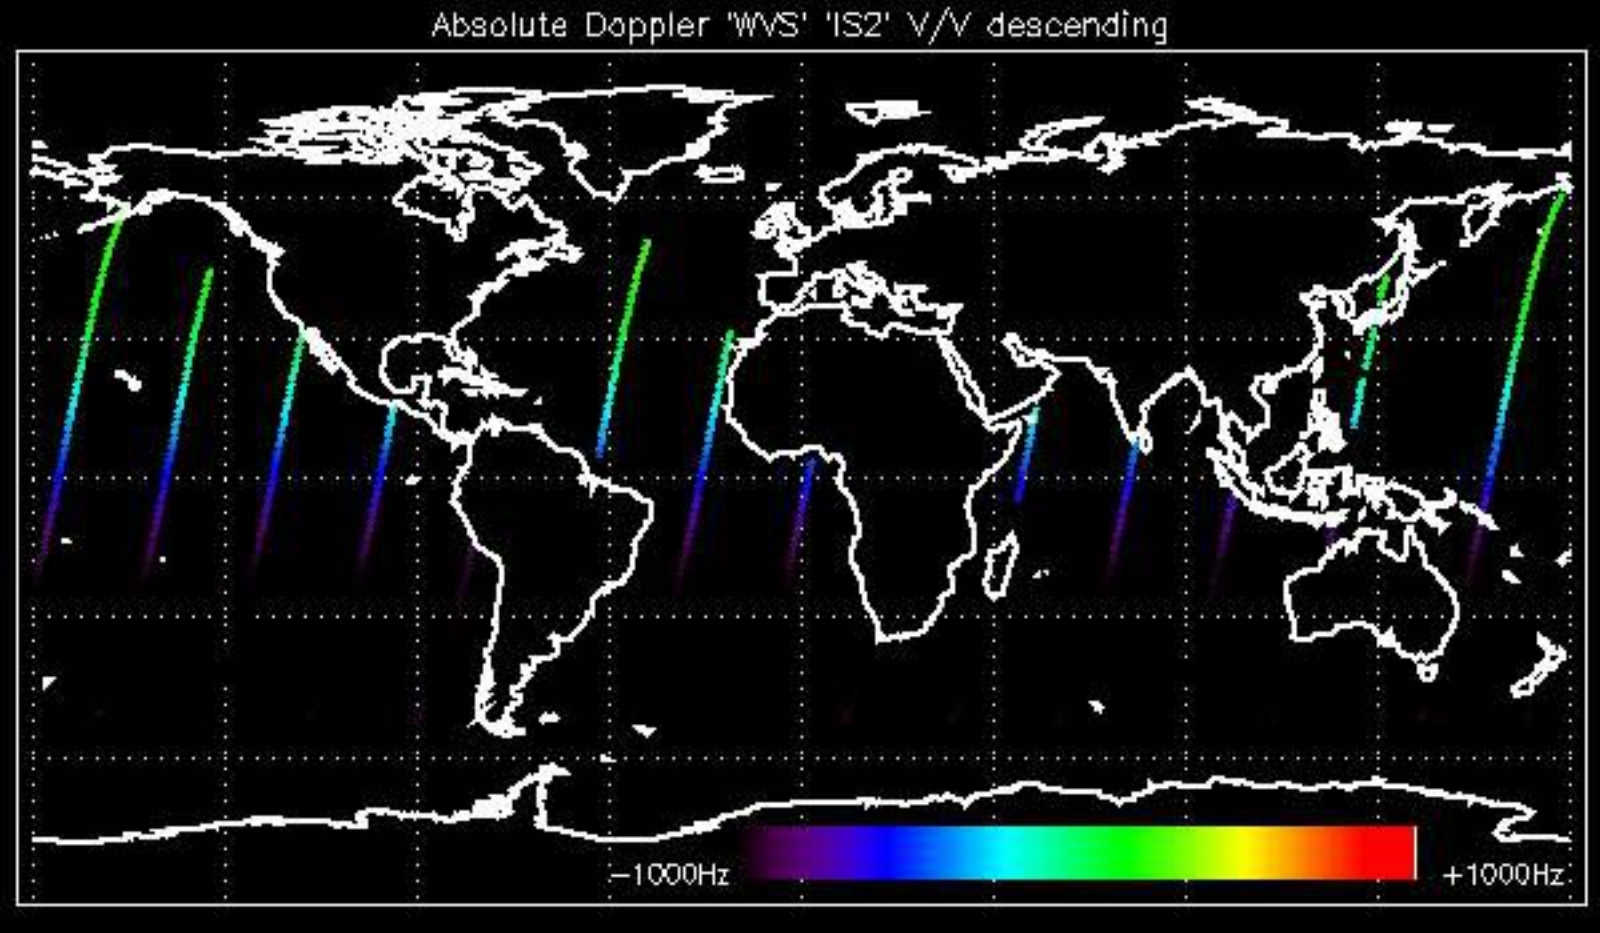 Absolute Doppler 'WVS' 'IS2' V/V descending
−1000Hz +1000Hz